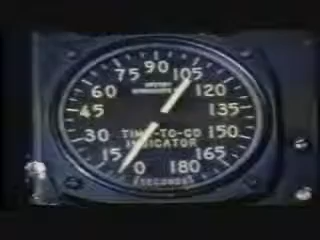 90
75 105
60 120
45 135
30 150
TIME-TO-GO
INDICATOR
15 165
0 180
(SECONDS)